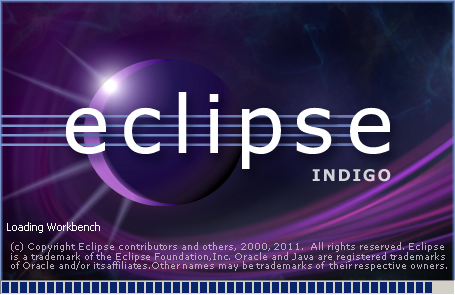 eclipse
INDIGO
Loading Workbench
(c) Copyright Eclipse contributors and others, 2000, 2011. All rights reserved. Eclipse
is a trademark of the Eclipse Foundation,Inc. Oracle and Java are registered trademarks
of Oracle and/or itsaffiliates.Other names may be trademarks of their respective owners.